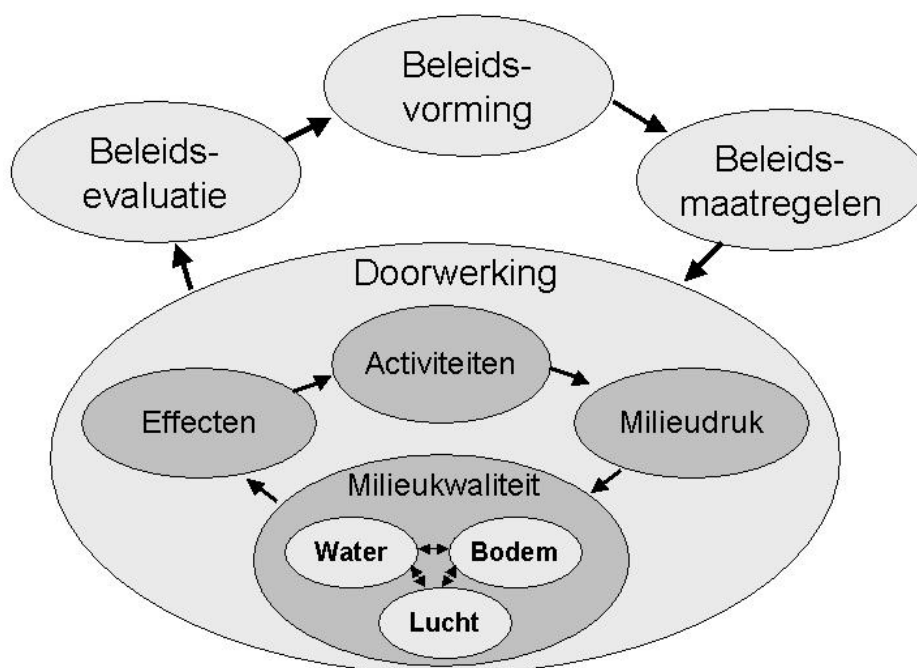 Beleids-
vorming
Beleids-
evaluatie
Beleids-
maatregelen
Doorwerking
Activiteiten
Effecten
Milieudruk
Milieukwaliteit
Water
Bodem
Lucht